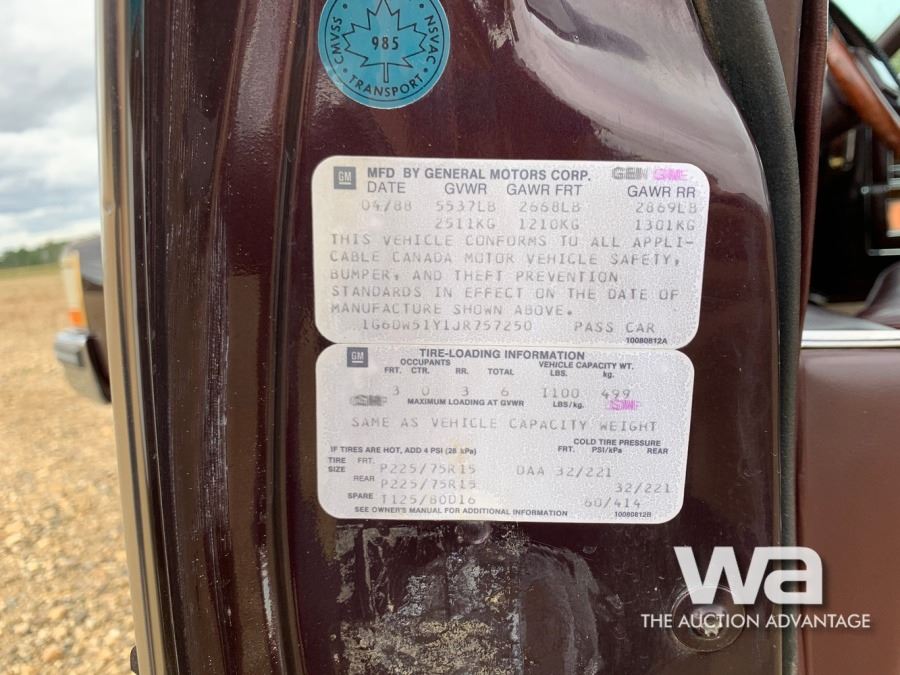 CMVSS NSVAC
985
TRANSPORT
GM MFD BY GENERAL MOTORS CORP. GEN
DATE GVWR GAWR FRT GAWR RR
04/88 5537LB 2668LB 2869LB
2511KG 1210KG 1301KG
THIS VEHICLE CONFORMS TO ALL APPLI-
CABLE CANADA MOTOR VEHICLE SAFETY,
BUMPER, AND THEFT PREVENTION
STANDARDS IN EFFECT ON THE DATE OF
MANUFACTURE SHOWN ABOVE.
1G6DW51Y1JR757250 PASS CAR
10080812A
GM TIRE-LOADING INFORMATION
OCCUPANTS VEHICLE CAPACITY WT.
FRT. CTR. RR. TOTAL LBS. kg.
3 0 3 6 1100 499
MAXIMUM LOADING AT GVWR LBS/kg.
SAME AS VEHICLE CAPACITY WEIGHT
IF TIRES ARE HOT, ADD 4 PSI (28 kPa) COLD TIRE PRESSURE
FRT. PSI/kPa REAR
TIRE SIZE FRT. P225/75R15 DAA 32/221
REAR P225/75R15 32/221
SPARE T125/80D16 60/414
SEE OWNER'S MANUAL FOR ADDITIONAL INFORMATION 10080812B
wa
THE AUCTION ADVANTAGE